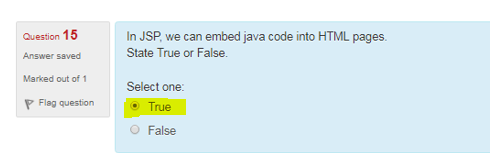 Question 15
Answer saved
Marked out of 1
Flag question
In JSP, we can embed java code into HTML pages.
State True or False.
Select one:
True
False